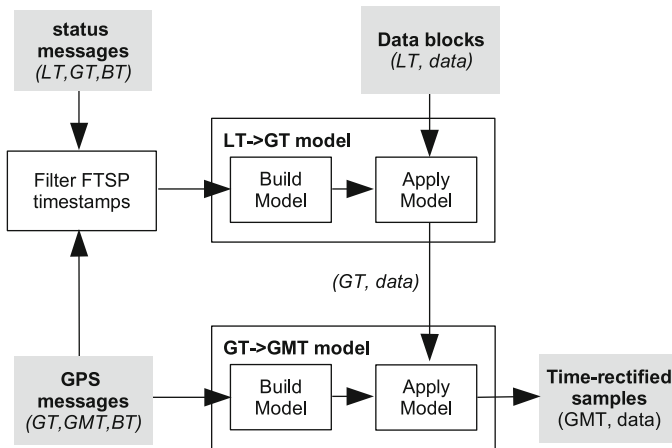 status
messages
(LT,GT,BT)
Data blocks
(LT, data)
Filter FTSP
timestamps
LT->GT model
Build
Model
Apply
Model
(GT, data)
GPS
messages
(GT,GMT,BT)
GT->GMT model
Build
Model
Apply
Model
Time-rectified
samples
(GMT, data)